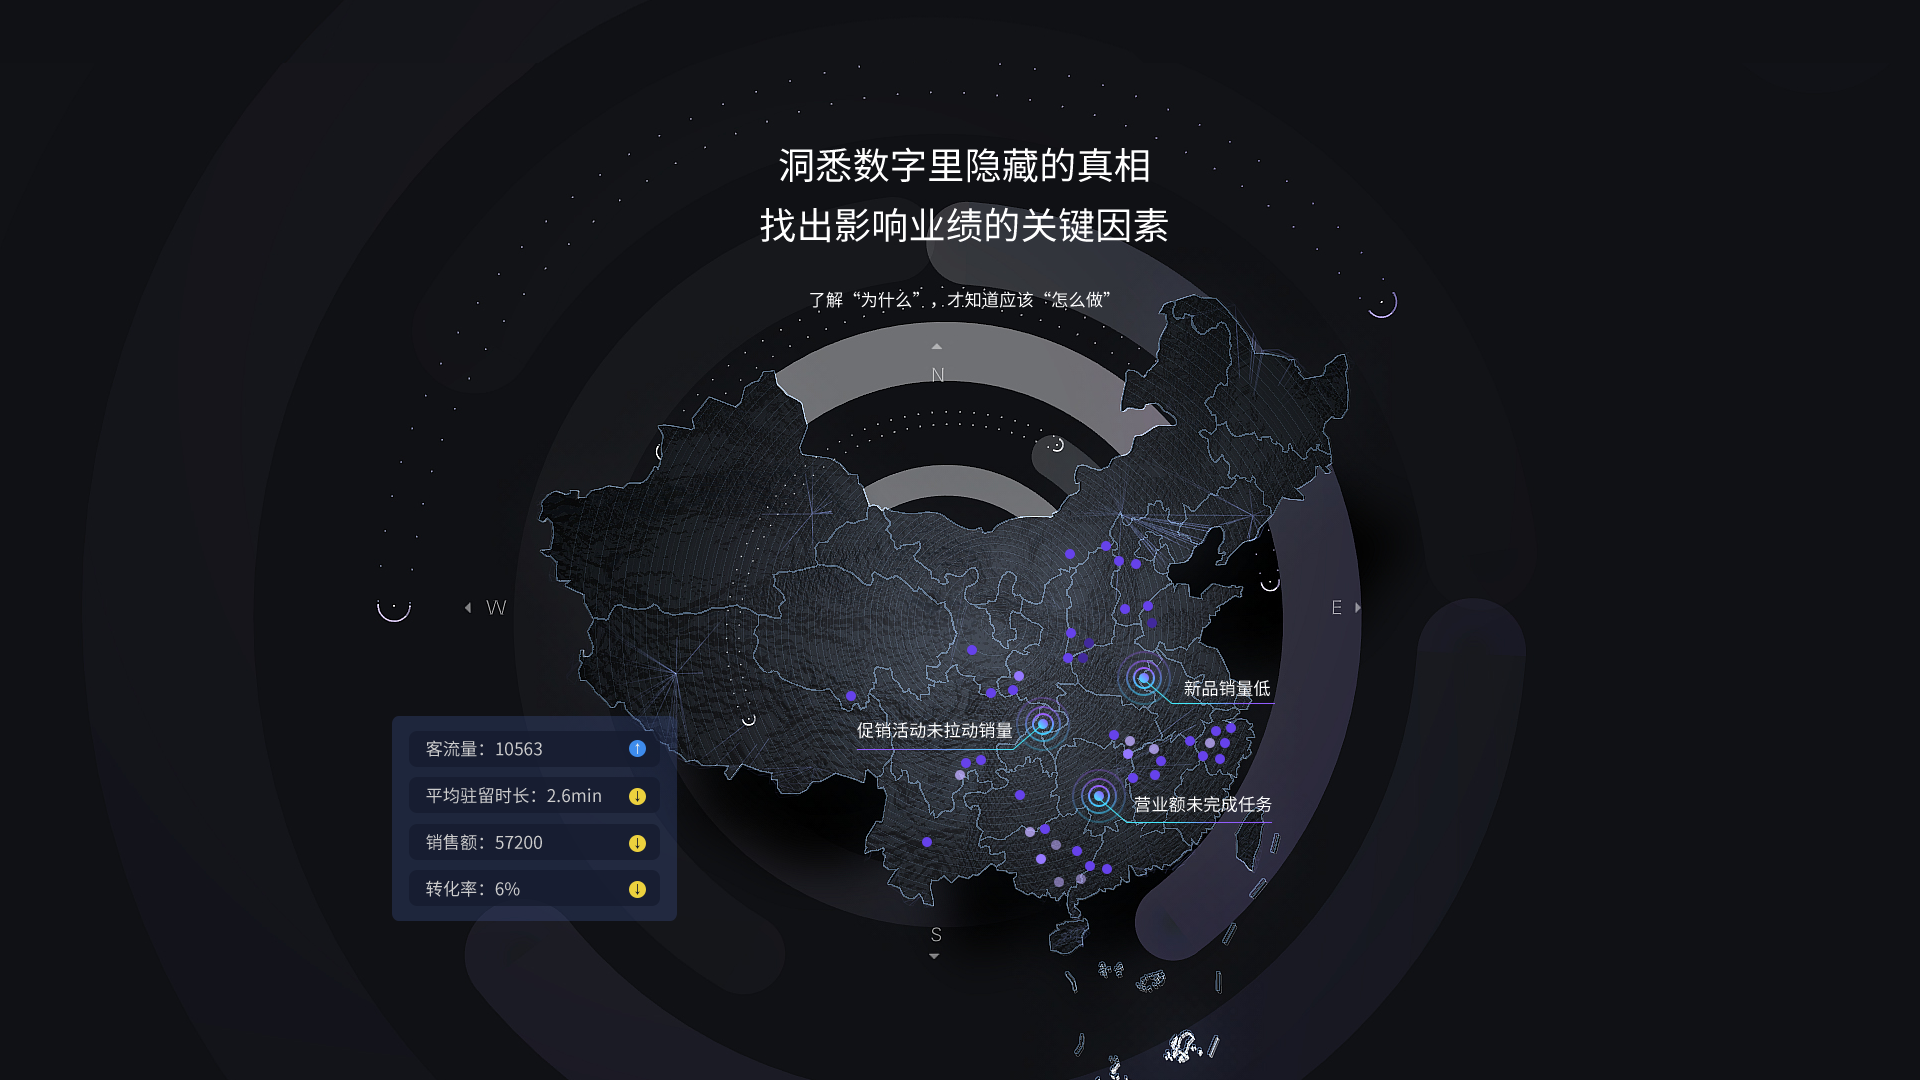 洞悉数字里隐藏的真相
找出影响业绩的关键因素
了解“为什么”，才知道应该“怎么做”
N
W
E
新品销量低
促销活动未拉动销量
客流量：10563
平均驻留时长：2.6min
营业额未完成任务
销售额：57200
转化率：6%
S